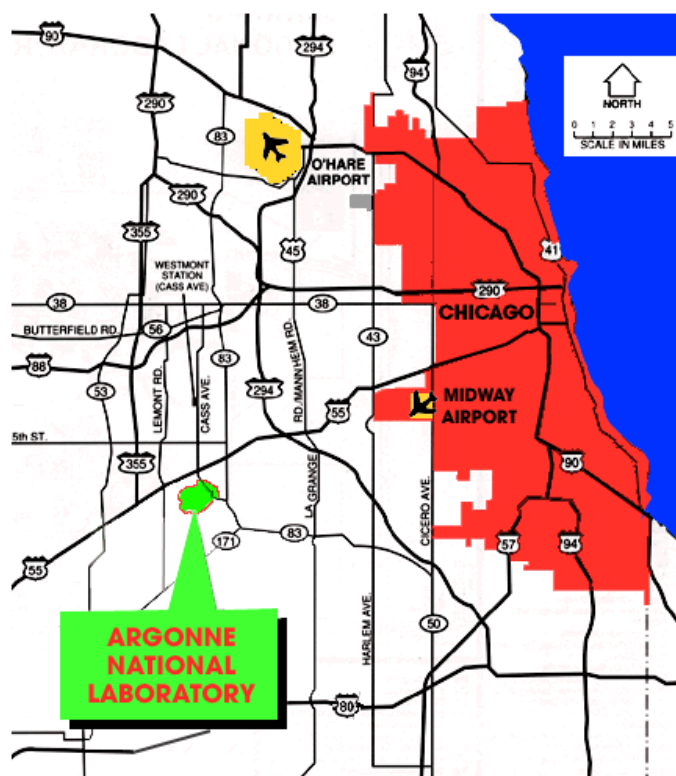 90
294
94
290
83
NORTH
0 1 2 3 4 5
SCALE IN MILES
O'HARE
AIRPORT
290
355
45
41
WESTMONT
STATION
(CASS AVE)
290
38
38
CHICAGO
BUTTERFIELD RD.
56
43
88
83
53
LEMONT RD.
CASS AVE.
294
RD./MANNHEIM RD.
55
MIDWAY
AIRPORT
5th ST.
355
LA GRANGE
CICERO AVE.
90
83
171
57
94
55
HARLEM AVE.
50
ARGONNE
NATIONAL
LABORATORY
80